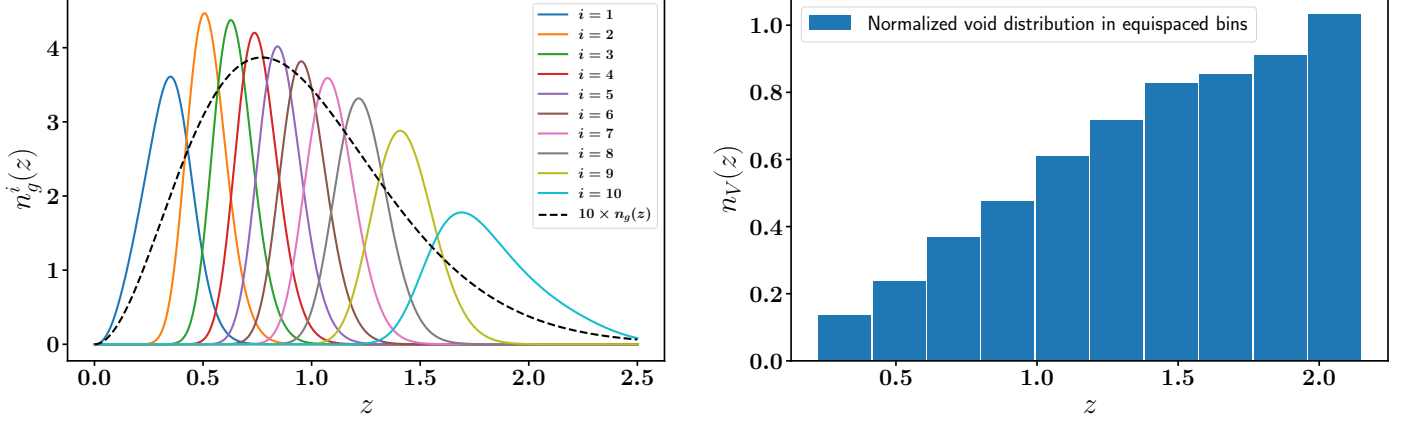 n_g^i(z)
4
3
2
1
0
0.0 0.5 1.0 1.5 2.0 2.5
z
i = 1
i = 2
i = 3
i = 4
i = 5
i = 6
i = 7
i = 8
i = 9
i = 10
10 × n_g(z)
n_V(z)
1.0
0.8
0.6
0.4
0.2
0.0
0.5 1.0 1.5 2.0
z
Normalized void distribution in equispaced bins